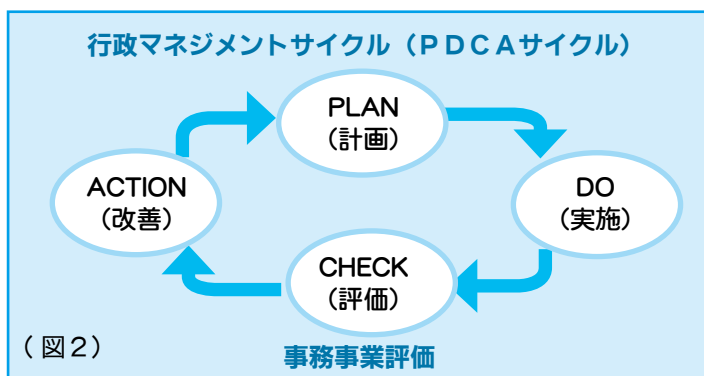 行政マネジメントサイクル（ＰＤＣＡサイクル）
PLAN
（計画）
ACTION
（改善）
DO
（実施）
CHECK
（評価）
（図２）
事務事業評価